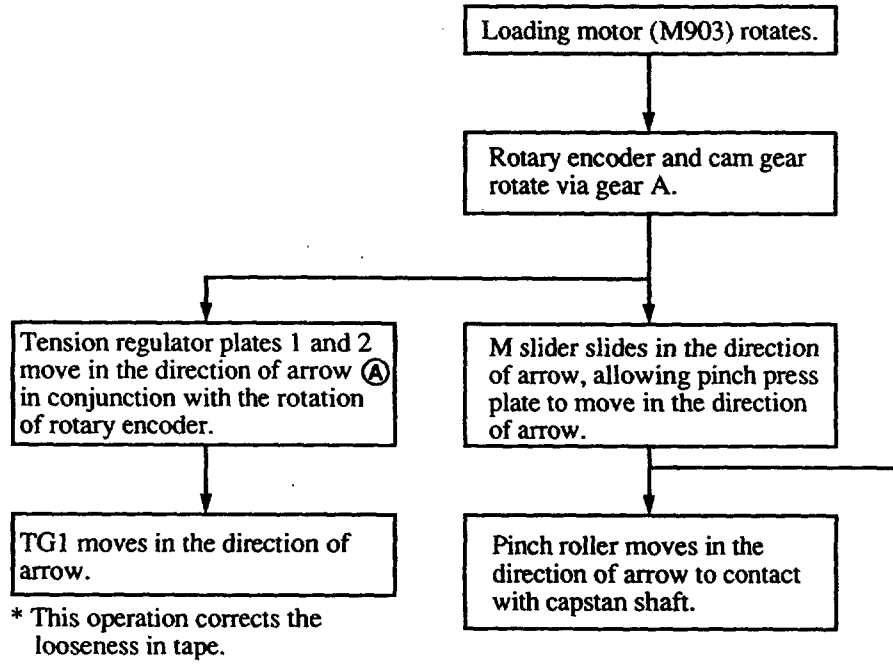 Loading motor (M903) rotates.
Rotary encoder and cam gear
rotate via gear A.
Tension regulator plates 1 and 2
move in the direction of arrow Ⓐ
in conjunction with the rotation
of rotary encoder.
M slider slides in the direction
of arrow, allowing pinch press
plate to move in the direction
of arrow.
TG1 moves in the direction of
arrow.
* This operation corrects the
looseness in tape.
Pinch roller moves in the
direction of arrow to contact
with capstan shaft.